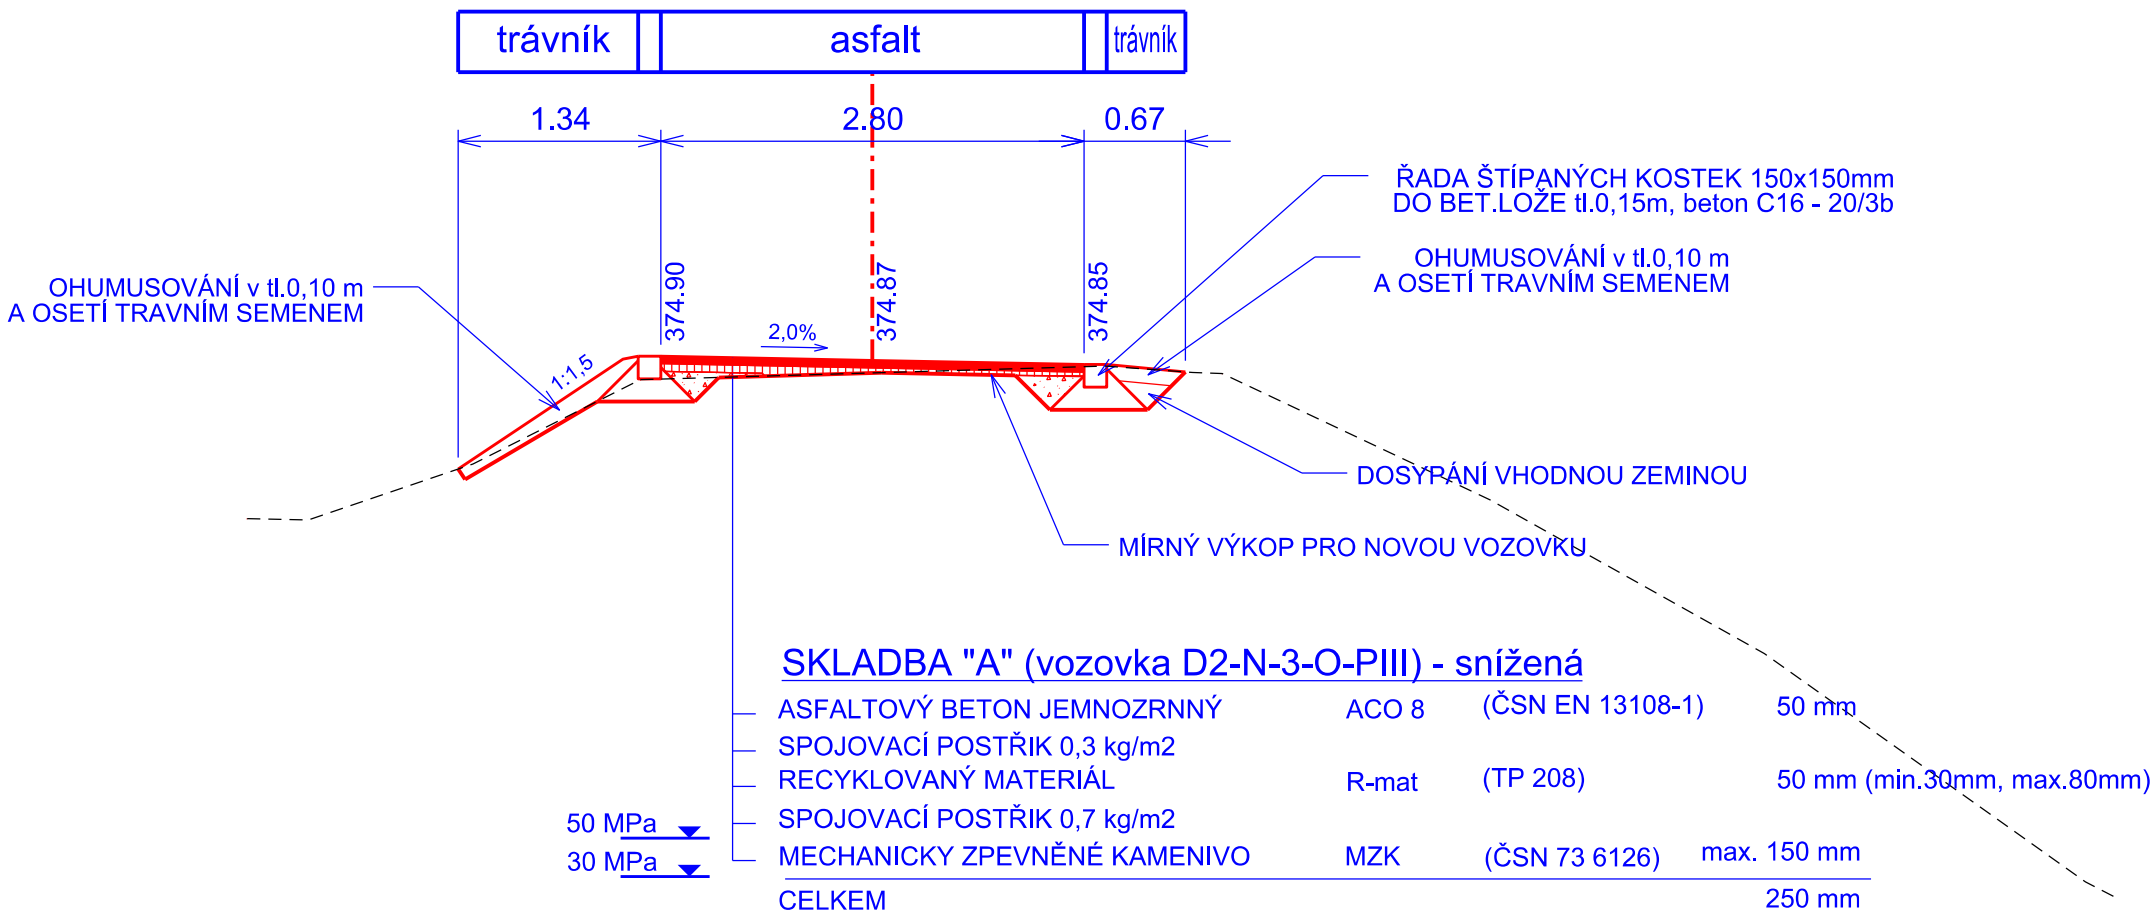 trávník asfalt trávník
1.34 2.80 0.67
ŘADA ŠTÍPANÝCH KOSTEK 150x150mm
DO BET.LOŽE tl.0,15m, beton C16 - 20/3b
OHUMUSOVÁNÍ v tl.0,10 m
A OSETÍ TRAVNÍM SEMENEM
OHUMUSOVÁNÍ v tl.0,10 m
A OSETÍ TRAVNÍM SEMENEM
374.90
374.87
374.85
2,0%
1:1,5
DOSYPÁNÍ VHODNOU ZEMINOU
MÍRNÝ VÝKOP PRO NOVOU VOZOVKU
SKLADBA "A" (vozovka D2-N-3-O-PIII) - snížená
ASFALTOVÝ BETON JEMNOZRNNÝ ACO 8 (ČSN EN 13108-1) 50 mm
SPOJOVACÍ POSTŘIK 0,3 kg/m2
RECYKLOVANÝ MATERIÁL R-mat (TP 208) 50 mm (min.30mm, max.80mm)
SPOJOVACÍ POSTŘIK 0,7 kg/m2
50 MPa
MECHANICKY ZPEVNĚNÉ KAMENIVO MZK (ČSN 73 6126) max. 150 mm
30 MPa
CELKEM 250 mm